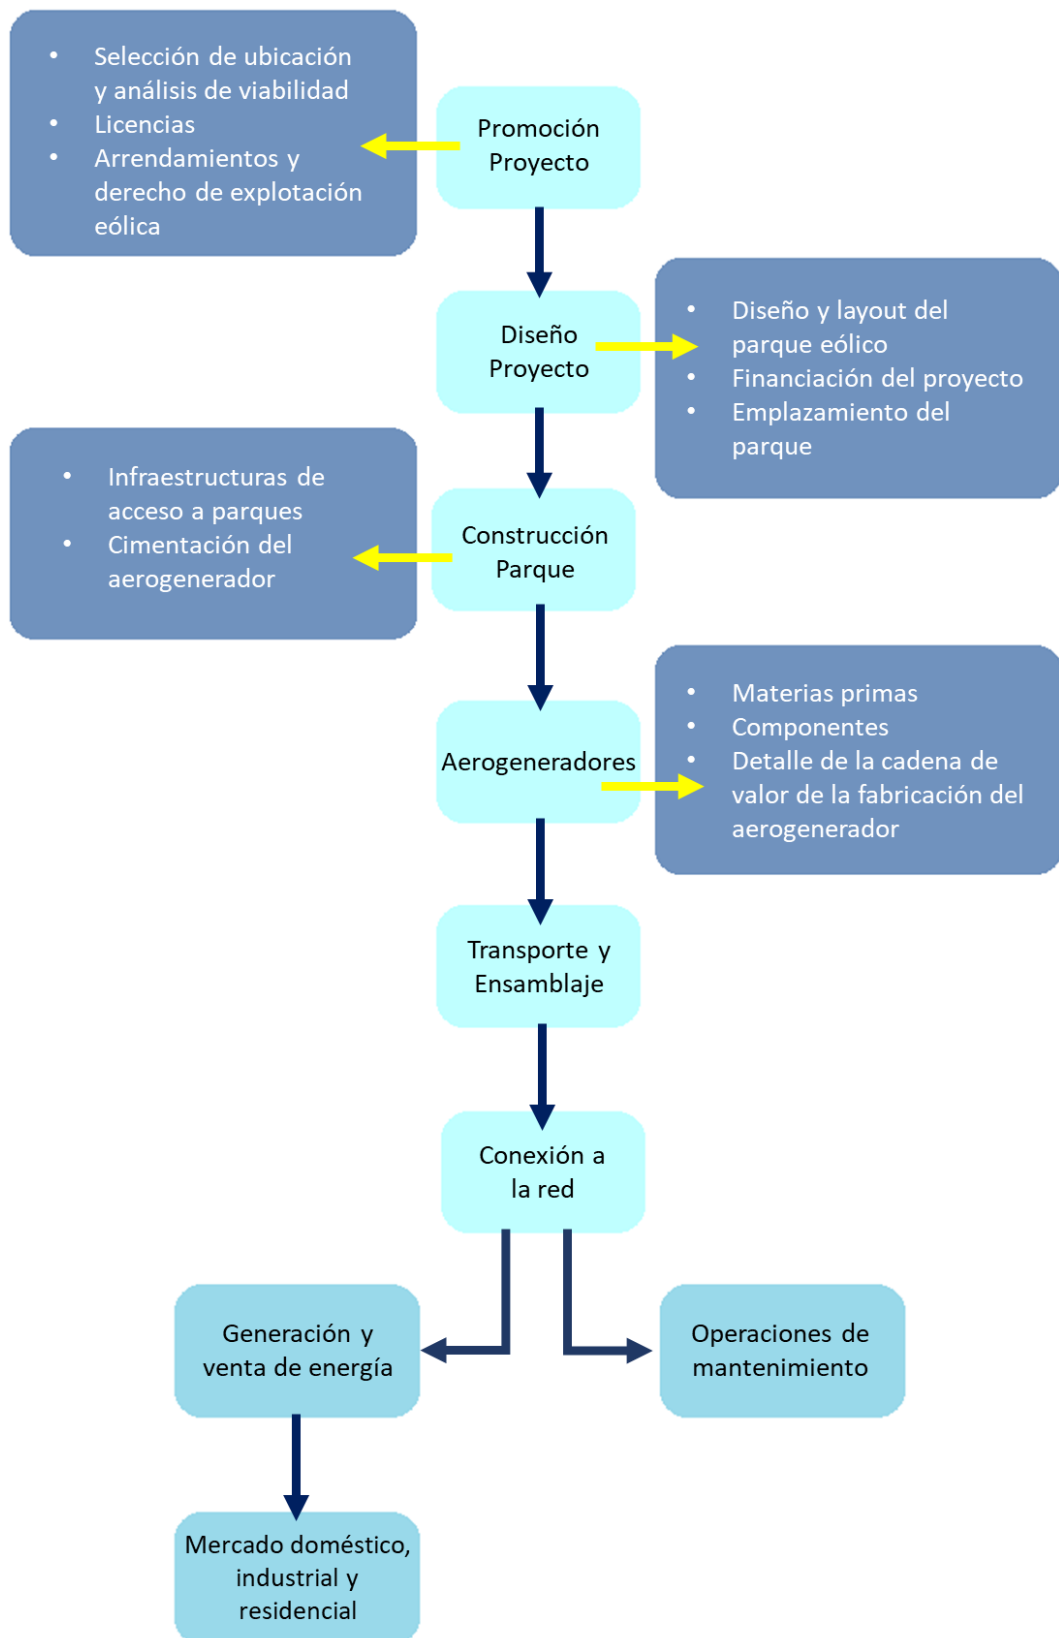 • Selección de ubicación
y análisis de viabilidad
• Licencias
• Arrendamientos y
derecho de explotación
eólica
Promoción
Proyecto
Diseño
Proyecto
• Diseño y layout del
parque eólico
• Financiación del proyecto
• Emplazamiento del
parque
• Infraestructuras de
acceso a parques
• Cimentación del
aerogenerador
Construcción
Parque
Aerogeneradores
• Materias primas
• Componentes
• Detalle de la cadena de
valor de la fabricación del
aerogenerador
Transporte y
Ensamblaje
Conexión a
la red
Generación y
venta de energía
Operaciones de
mantenimiento
Mercado doméstico,
industrial y
residencial